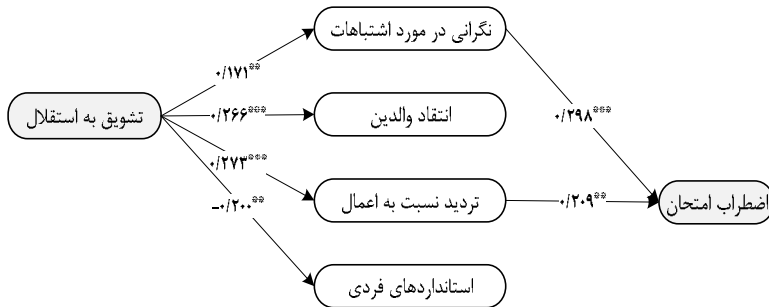 نگرانی در مورد اشتباهات
۰/۱۷۱**
تشویق به استقلال
۰/۲۶۶***
انتقاد والدین
۰/۲۹۸***
۰/۲۷۳***
تردید نسبت به اعمال
۰/۲۰۹**
اضطراب امتحان
-۰/۲۰۰**
استانداردهای فردی